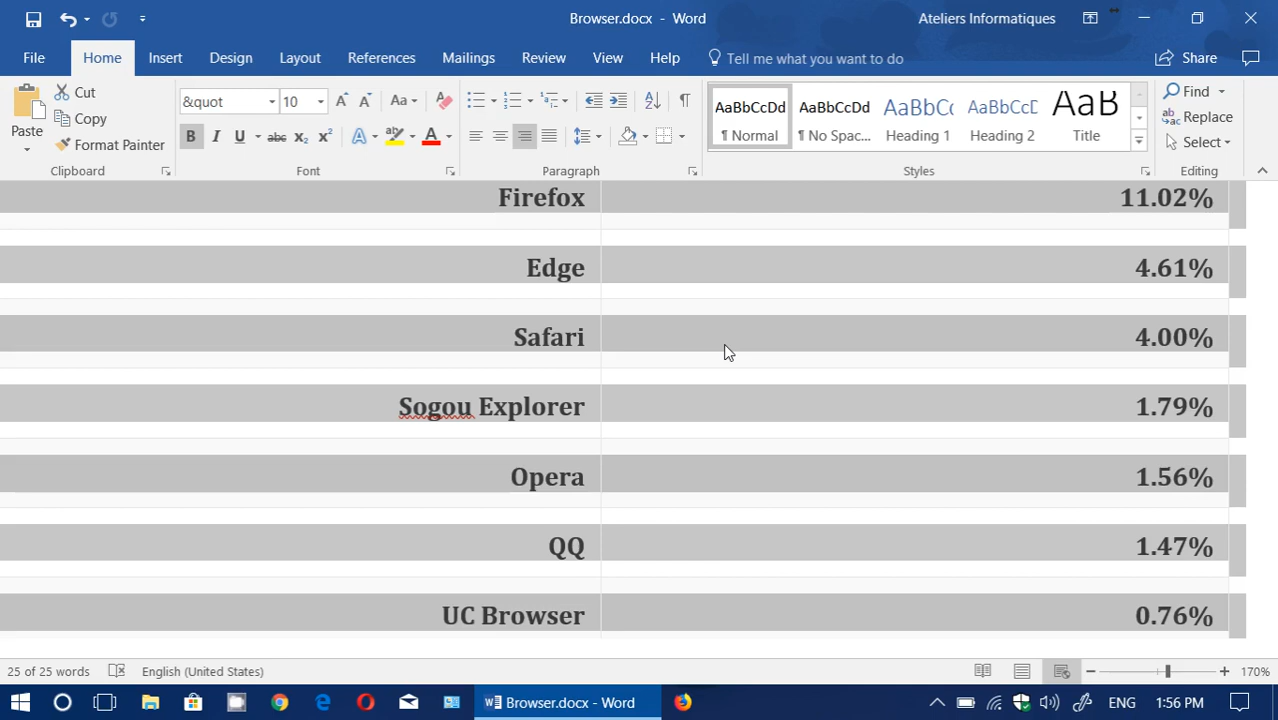 Browser.docx - Word
Ateliers Informatiques
File Home Insert Design Layout References Mailings Review View Help Tell me what you want to do Share
Paste
Cut
Copy
Format Painter
Clipboard
&quot 10
Font
Paragraph
AaBbCcDd AaBbCcDd AaBbCc AaBbCcD AaB
¶ Normal ¶ No Spac... Heading 1 Heading 2 Title
Styles
Find
Replace
Select
Editing
Firefox 11.02%
Edge 4.61%
Safari 4.00%
Sogou Explorer 1.79%
Opera 1.56%
QQ 1.47%
UC Browser 0.76%
25 of 25 words English (United States) 170%
Browser.docx - Word ENG 1:56 PM